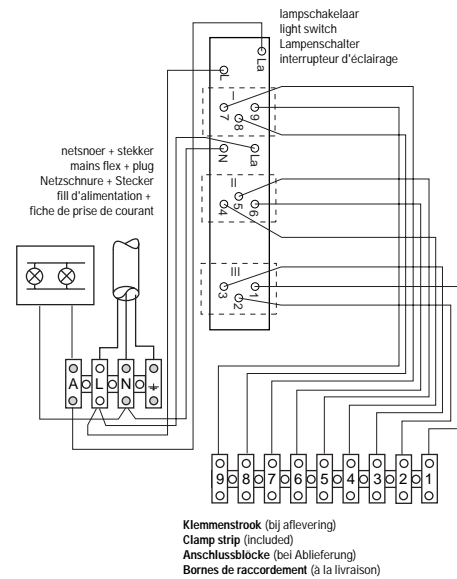 lampschakelaar
light switch
Lampenschalter
interrupteur d'éclairage
La
L
I
7 8 9
N La
II
4 5 6
III
3 2 1
netsnoer + stekker
mains flex + plug
Netzschnure + Stecker
fill d'alimentation +
fiche de prise de courant
A L N
9 8 7 6 5 4 3 2 1
Klemmenstrook (bij aflevering)
Clamp strip (included)
Anschlussblöcke (bei Ablieferung)
Bornes de raccordement (à la livraison)